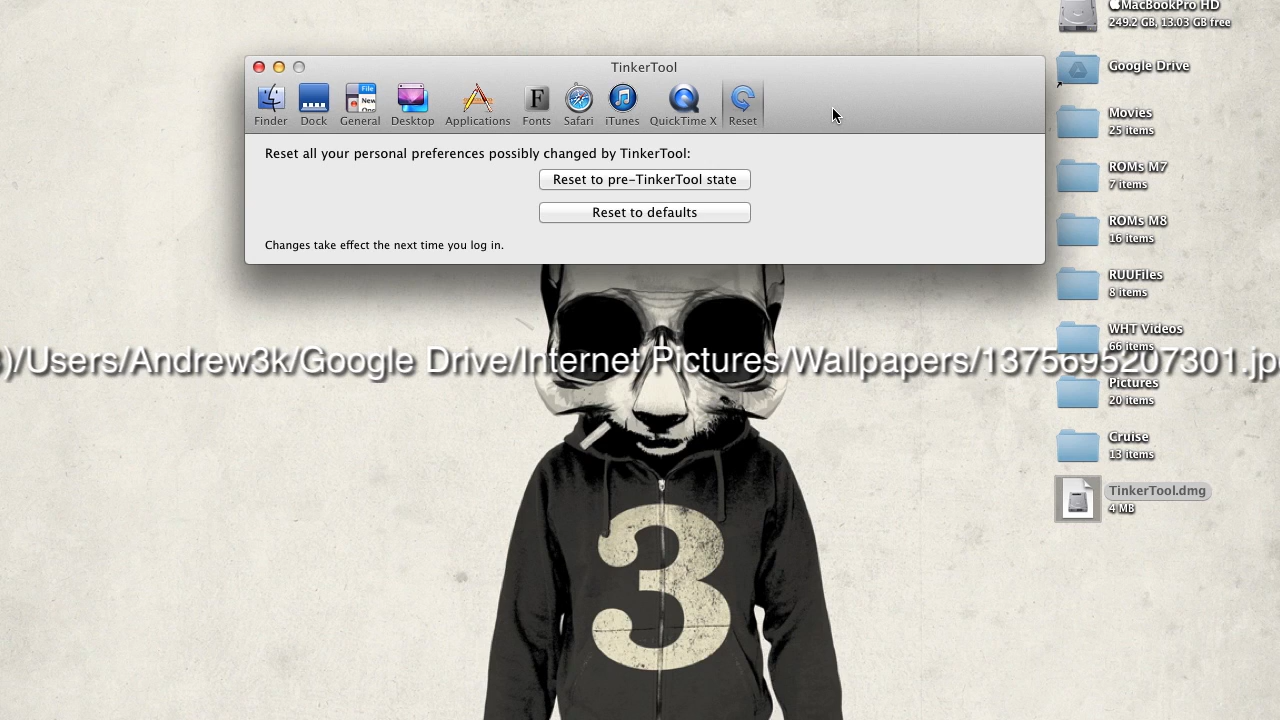 MacBookPro HD
249.2 GB, 13.03 GB free
TinkerTool
Finder Dock General Desktop Applications Fonts Safari iTunes QuickTime X Reset
Google Drive
Reset all your personal preferences possibly changed by TinkerTool:
Reset to pre-TinkerTool state
Reset to defaults
Changes take effect the next time you log in.
Movies
25 items
ROMs M7
7 items
ROMs M8
16 items
RUUFiles
8 items
WHT Videos
66 items
)/Users/Andrew3k/Google Drive/Internet Pictures/Wallpapers/1375695207301.jp
Pictures
20 items
Cruise
13 items
TinkerTool.dmg
4 MB
3